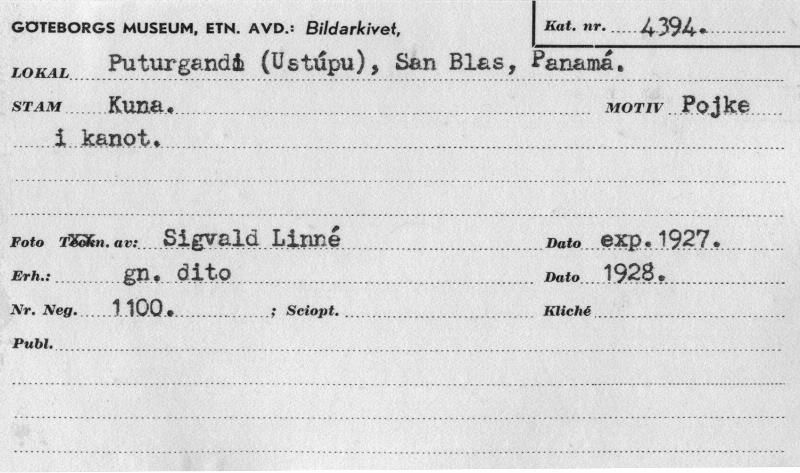 GÖTEBORGS MUSEUM, ETN. AVD.: Bildarkivet,
Kat. nr. 4394.
LOKAL Puturgandi (Ustúpu), San Blas, Panamá.
STAM Kuna. MOTIV Pojke
i kanot.
Foto Teckn. av: Sigvald Linné Dato exp. 1927.
Erh.: gn. dito Dato 1928.
Nr. Neg. 1100. ; Sciopt. Kliché
Publ.